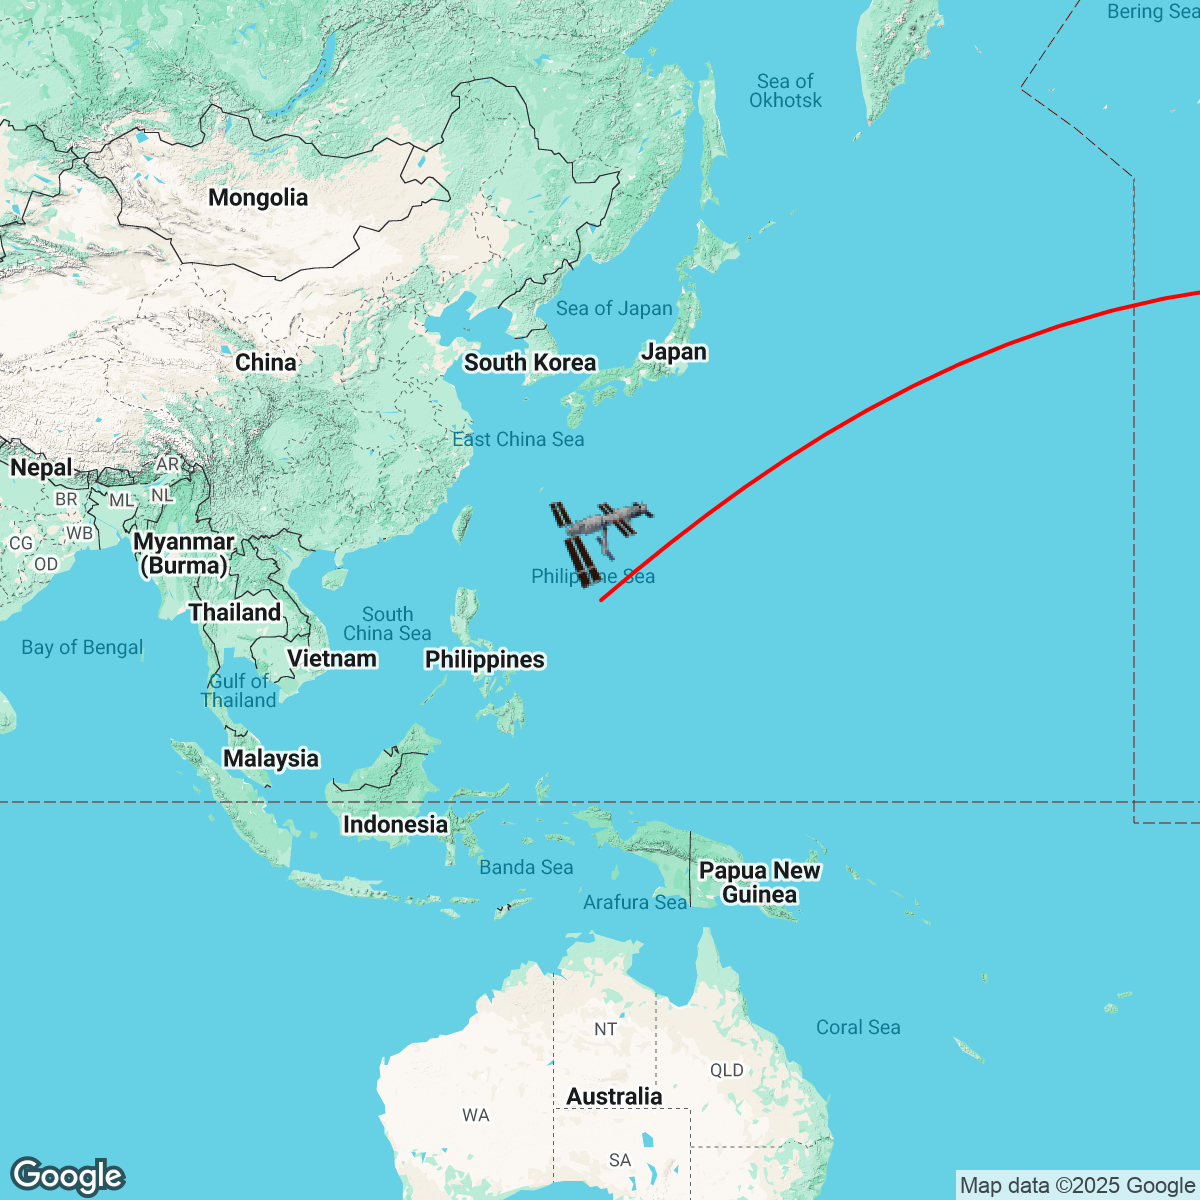 Bering Sea
Sea of
Okhotsk
Mongolia
Sea of Japan
Japan
South Korea
China
East China Sea
Nepal
AR
BR
ML
NL
WB
CG
OD
Myanmar
(Burma)
Philippine Sea
Thailand
South
China Sea
Bay of Bengal
Vietnam
Philippines
Gulf of
Thailand
Malaysia
Indonesia
Banda Sea
Papua New
Guinea
Arafura Sea
NT
Coral Sea
QLD
Australia
WA
SA
Google
Map data ©2025 Google